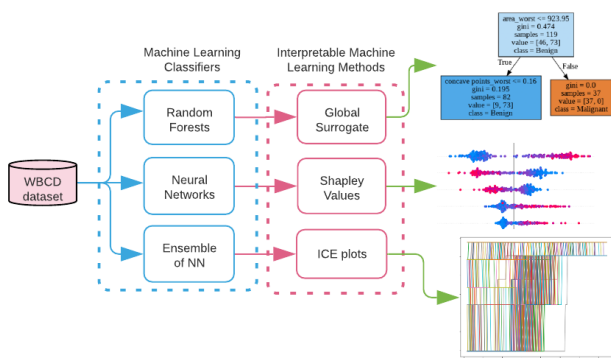 Machine Learning
Classifiers
Interpretable Machine
Learning Methods
WBCD
dataset
Random
Forests
Neural
Networks
Ensemble
of NN
Global
Surrogate
Shapley
Values
ICE plots
area_worst <= 923.95
gini = 0.474
samples = 119
value = [46, 73]
class = Benign
True
False
concave points_worst <= 0.16
gini = 0.195
samples = 82
value = [9, 73]
class = Benign
gini = 0.0
samples = 37
value = [37, 0]
class = Malignant